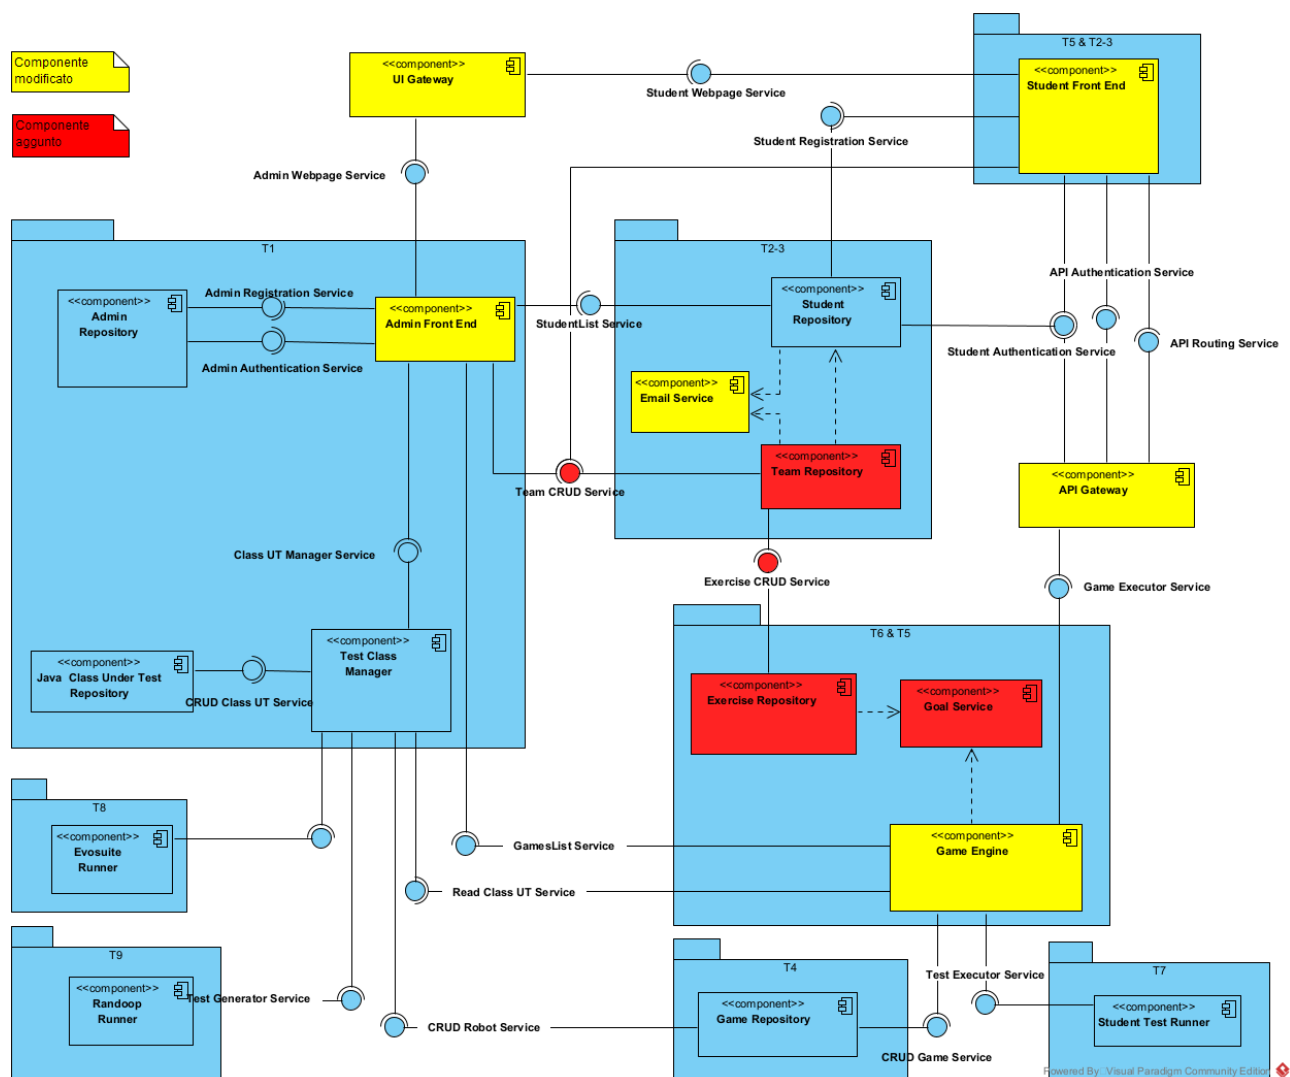 T5 & T2-3
Componente
modificato
<<component>>
UI Gateway
<<component>>
Student Front End
Student Webpage Service
Componente
aggunto
Student Registration Service
Admin Webpage Service
T1
T2-3
API Authentication Service
<<component>>
Admin
Repository
Admin Registration Service
<<component>>
Admin Front End
StudentList Service
<<component>>
Student
Repository
Admin Authentication Service
Student Authentication Service
API Routing Service
<<component>>
Email Service
<<component>>
Team Repository
Team CRUD Service
<<component>>
API Gateway
Class UT Manager Service
Exercise CRUD Service
Game Executor Service
T6 & T5
<<component>>
Java Class Under Test
Repository
CRUD Class UT Service
<<component>>
Test Class
Manager
<<component>>
Exercise Repository
<<component>>
Goal Service
T8
<<component>>
Evosuite
Runner
GamesList Service
<<component>>
Game Engine
Read Class UT Service
T9
<<component>>
Randoop
Runner
Test Generator Service
CRUD Robot Service
T4
<<component>>
Game Repository
Test Executor Service
CRUD Game Service
T7
<<component>>
Student Test Runner
Powered By Visual Paradigm Community Edition